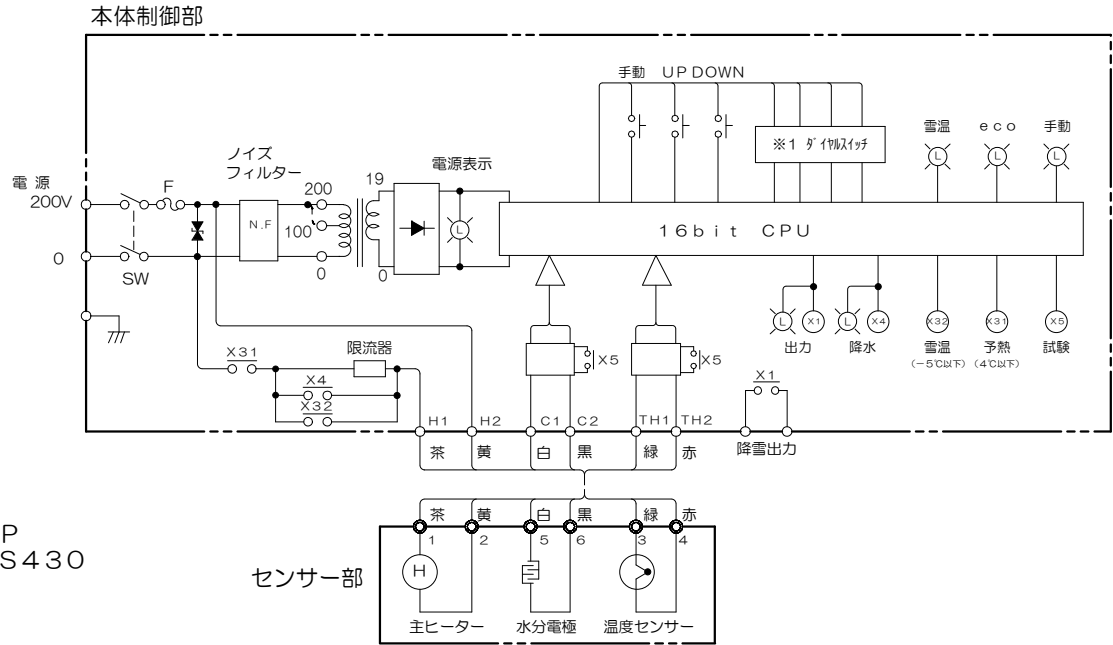 本体制御部
手動 UP DOWN
※1 ダイヤルスイッチ
雪温 eco 手動
L L L
ノイズ
フィルター
電源表示
電源
200V
F
200
19
N.F
100
L
16bit CPU
0
SW
0
0
L X1 L X4 X32 X31 X5
出力 降水 雪温 予熱 試験
(－5℃以下) (4℃以下)
X31
限流器
X5
X5
X4
X32
X1
H1 H2 C1 C2 TH1 TH2
降雪出力
茶 黄 白 黒 緑 赤
茶 黄 白 黒 緑 赤
1 2 5 6 3 4
P
S430
センサー部
H
主ヒーター 水分電極 温度センサー